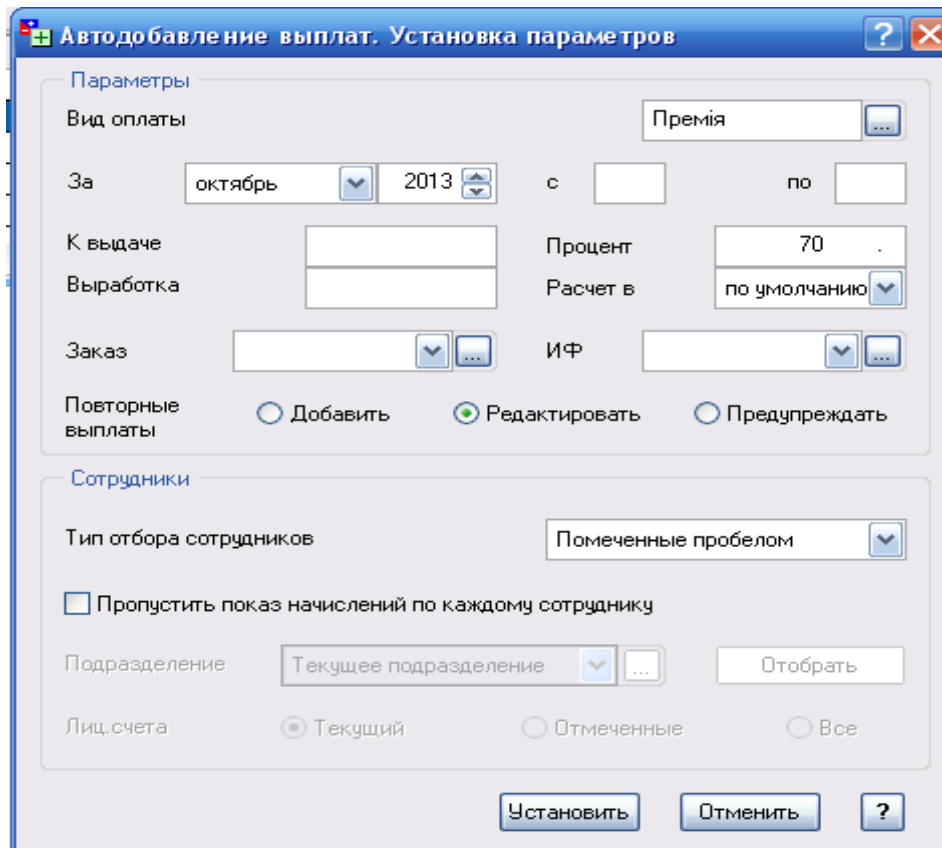 Автодобавление выплат. Установка параметров ?
Параметры
Вид оплаты Премія ...
За октябрь 2013 с по
К выдаче Процент 70 .
Выработка Расчет в по умолчанию
Заказ ... ИФ ...
Повторные выплаты Добавить Редактировать Предупреждать
Сотрудники
Тип отбора сотрудников Помеченные пробелом
Пропустить показ начислений по каждому сотруднику
Подразделение Текущее подразделение ... Отобрать
Лиц.счета Текущий Отмеченные Все
Установить Отменить ?